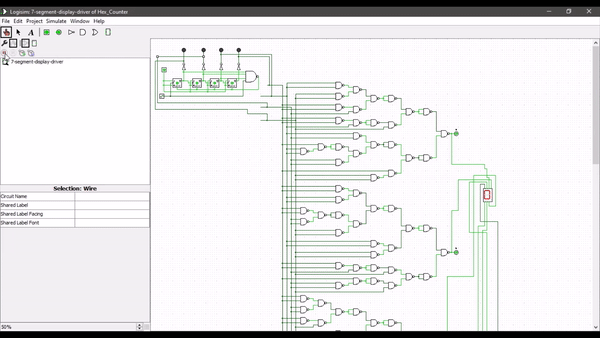 Logisim: 7-segment-display-driver of Hex_Counter
File Edit Project Simulate Window Help
7-segment-display-driver
Selection: Wire
Circuit Name
Shared Label
Shared Label Facing
Shared Label Font
50%